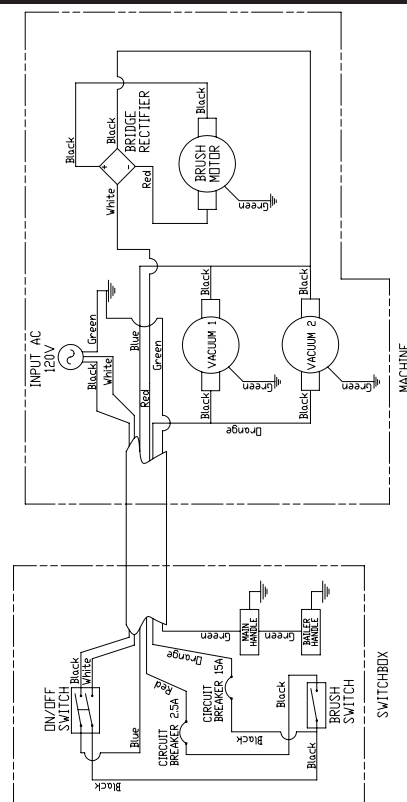 Black
Black
BRIDGE
RECTIFIER
+
-
White
Red
Black
BRUSH
MOTOR
Green
INPUT AC
120V
Green
Black
White
Blue
Red
Green
Black
VACUUM 1
Green
Black
Black
VACUUM 2
Green
Black
Orange
MACHINE
ON/OFF
SWITCH
Black
White
Blue
Black
Red
Orange
CIRCUIT
BREAKER 2.5A
CIRCUIT
BREAKER 15A
Black
Black
Black
BRUSH
SWITCH
Green
MAIN
HANDLE
Green
BAILER
HANDLE
SWITCHBOX